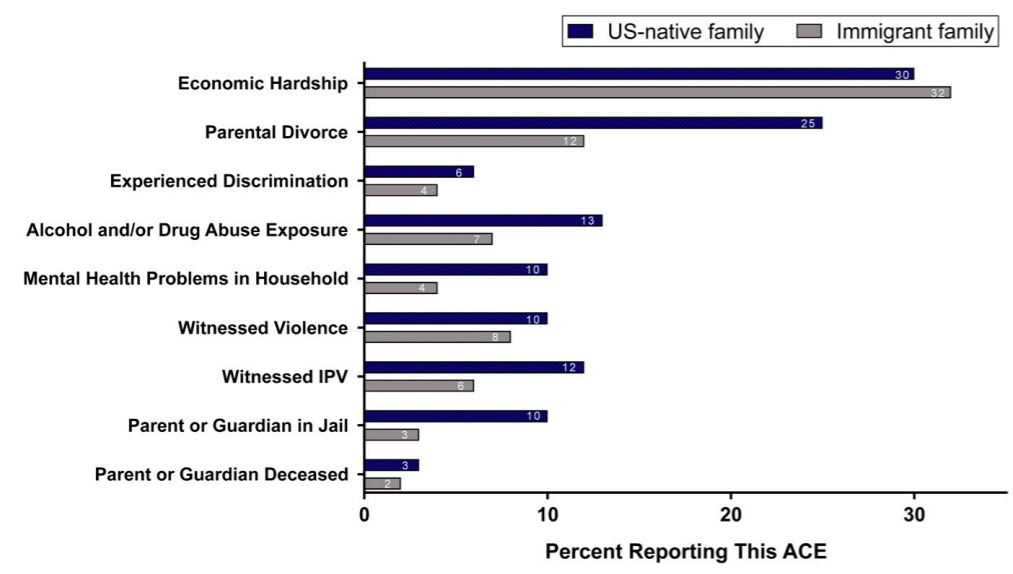 US-native family Immigrant family
Economic Hardship
30
32
Parental Divorce
25
12
Experienced Discrimination
6
4
Alcohol and/or Drug Abuse Exposure
13
7
Mental Health Problems in Household
10
4
Witnessed Violence
10
8
Witnessed IPV
12
6
Parent or Guardian in Jail
10
3
Parent or Guardian Deceased
3
2
0 10 20 30
Percent Reporting This ACE